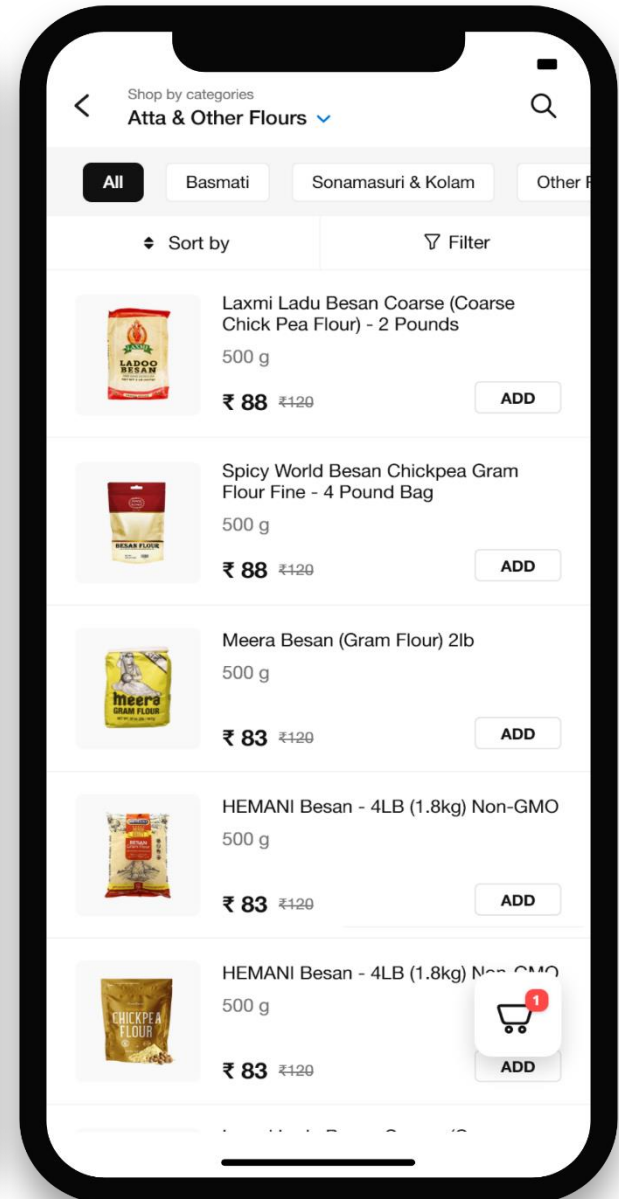 Shop by categories
Atta & Other Flours
All
Basmati
Sonamasuri & Kolam
Other
Sort by
Filter
LAXMI
LADOO
BESAN
Laxmi Ladu Besan Coarse (Coarse
Chick Pea Flour) - 2 Pounds
500 g
₹ 88 ₹120
ADD
BESAN FLOUR
Spicy World Besan Chickpea Gram
Flour Fine - 4 Pound Bag
500 g
₹ 88 ₹120
ADD
meera
GRAM FLOUR
Meera Besan (Gram Flour) 2lb
500 g
₹ 83 ₹120
ADD
BESAN
HEMANI Besan - 4LB (1.8kg) Non-GMO
500 g
₹ 83 ₹120
ADD
CHICKPEA
FLOUR
HEMANI Besan - 4LB (1.8kg) Non-GMO
500 g
1
₹ 83 ₹120
ADD